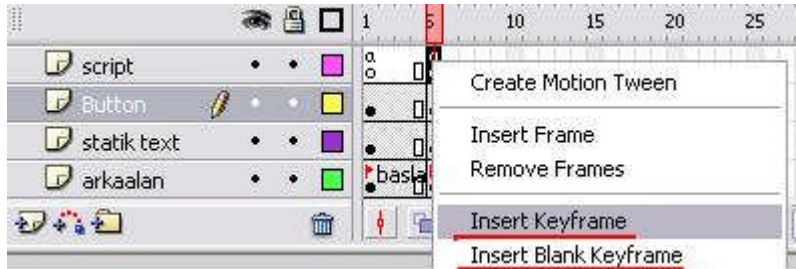 1 5 10 15 20 25
script
a
Create Motion Tween
Button
Insert Frame
statik text
Remove Frames
arkaalan
basla
Insert Keyframe
Insert Blank Keyframe